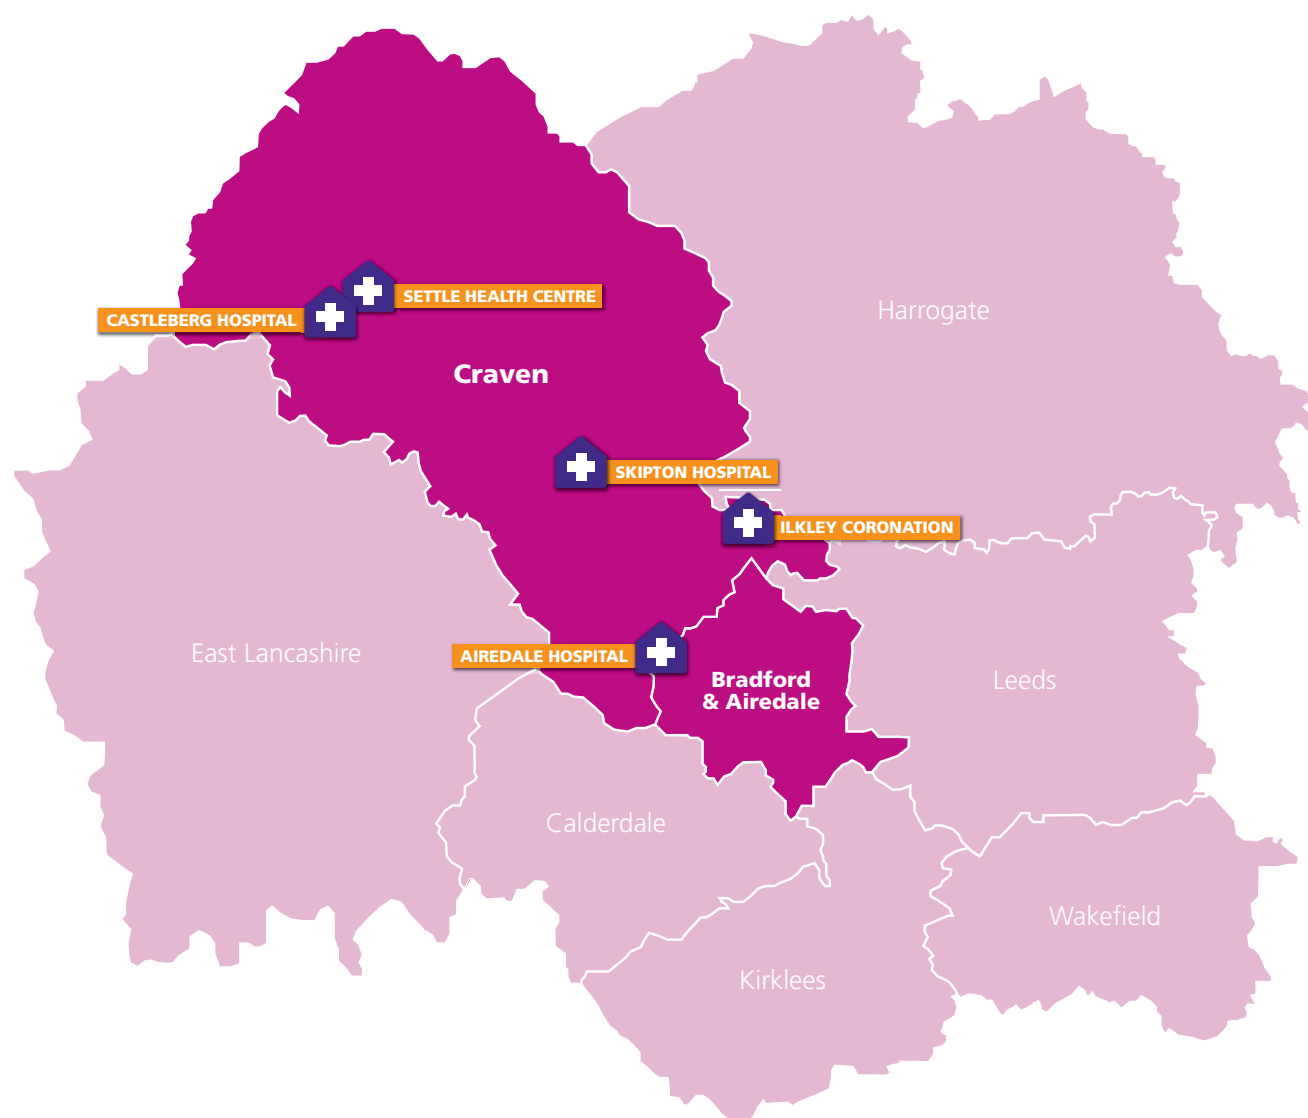 Harrogate
SETTLE HEALTH CENTRE
CASTLEBERG HOSPITAL
Craven
SKIPTON HOSPITAL
ILKLEY CORONATION
East Lancashire
AIREDALE HOSPITAL
Bradford
& Airedale
Leeds
Calderdale
Wakefield
Kirklees